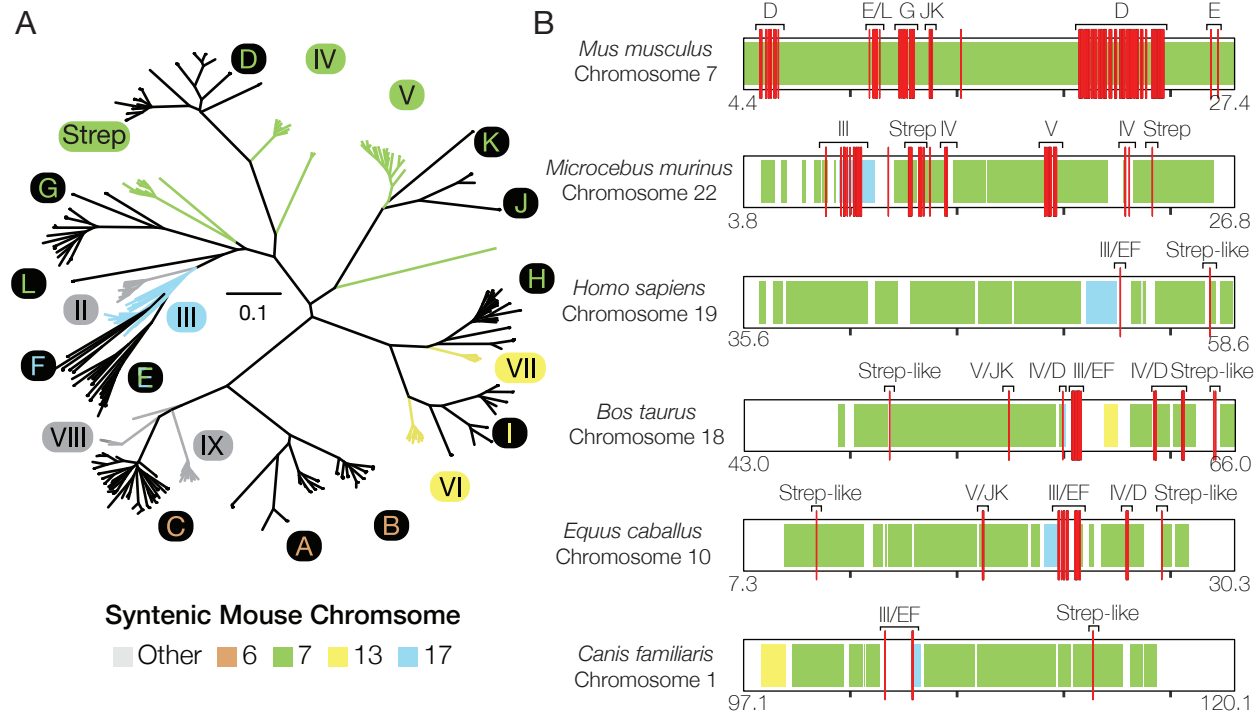 A
D
IV
V
Strep
K
G
J
L
II
III
0.1
H
F
E
VII
VIII
IX
I
VI
C
A
B
Syntenic Mouse Chromsome
Other 6 7 13 17
B
D E/L G JK D E
Mus musculus
Chromosome 7
4.4 27.4
III Strep IV V IV Strep
Microcebus murinus
Chromosome 22
3.8 26.8
III/EF Strep-like
Homo sapiens
Chromosome 19
35.6 58.6
Strep-like V/JK IV/D III/EF IV/D Strep-like
Bos taurus
Chromosome 18
43.0 66.0
Strep-like V/JK III/EF IV/D Strep-like
Equus caballus
Chromosome 10
7.3 30.3
III/EF Strep-like
Canis familiaris
Chromosome 1
97.1 120.1